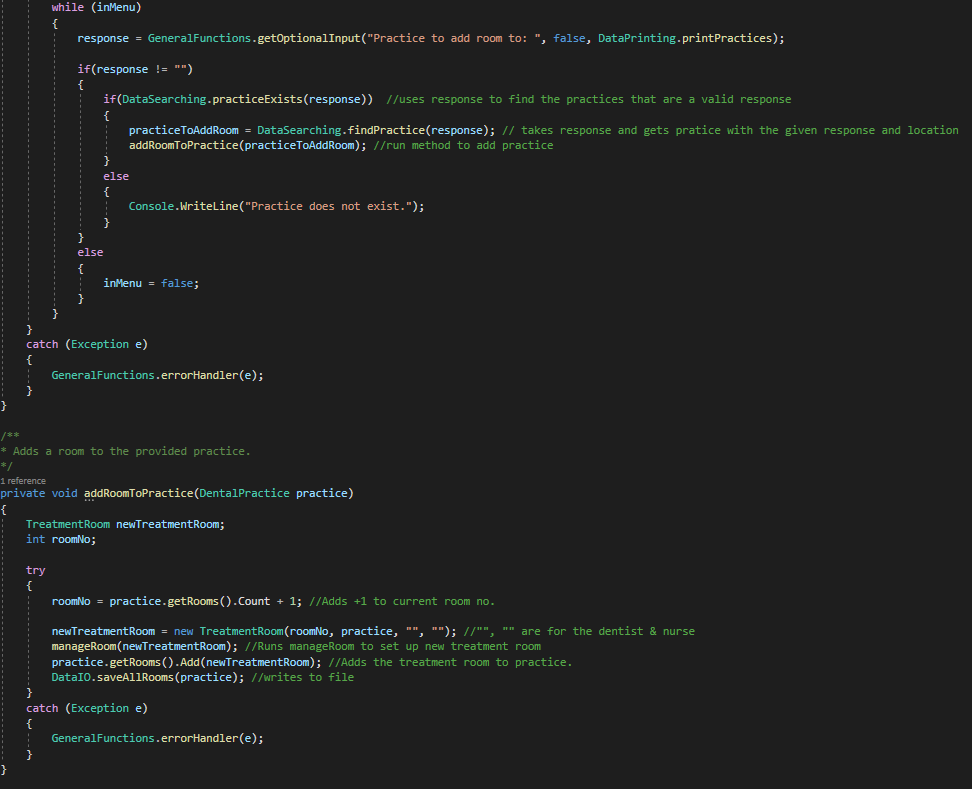 while (inMenu)
{
response = GeneralFunctions.getOptionalInput("Practice to add room to: ", false, DataPrinting.printPractices);
if(response != "")
{
if(DataSearching.practiceExists(response)) //uses response to find the practices that are a valid response
{
practiceToAddRoom = DataSearching.findPractice(response); // takes response and gets pratice with the given response and location
addRoomToPractice(practiceToAddRoom); //run method to add practice
}
else
{
Console.WriteLine("Practice does not exist.");
}
}
else
{
inMenu = false;
}
}
}
catch (Exception e)
{
GeneralFunctions.errorHandler(e);
}
}
/**
* Adds a room to the provided practice.
*/
1 reference
private void addRoomToPractice(DentalPractice practice)
{
TreatmentRoom newTreatmentRoom;
int roomNo;
try
{
roomNo = practice.getRooms().Count + 1; //Adds +1 to current room no.
newTreatmentRoom = new TreatmentRoom(roomNo, practice, "", ""); //"", "" are for the dentist & nurse
manageRoom(newTreatmentRoom); //Runs manageRoom to set up new treatment room
practice.getRooms().Add(newTreatmentRoom); //Adds the treatment room to practice.
DataIO.saveAllRooms(practice); //writes to file
}
catch (Exception e)
{
GeneralFunctions.errorHandler(e);
}
}